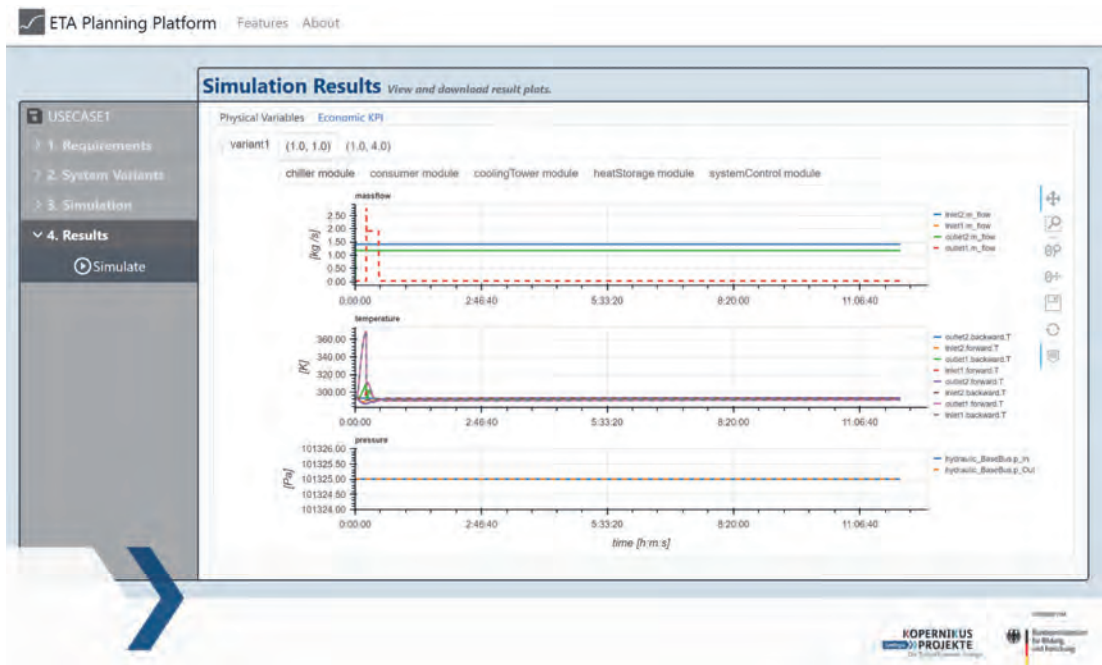 ETA Planning Platform Features About
Simulation Results View and download result plots.
USECASE1
1. Requirements
2. System Variants
3. Simulation
4. Results
Simulate
Physical Variables Economic KPI
variant1 (1.0, 1.0) (1.0, 4.0)
chiller module consumer module coolingTower module heatStorage module systemControl module
massflow
[kg /s]
2.50
2.00
1.50
1.00
0.50
0.00
0:00:00 2:46:40 5:33:20 8:20:00 11:06:40
inlet2.m_flow
inlet1.m_flow
outlet2.m_flow
outlet1.m_flow
temperature
[K]
360.00
340.00
320.00
300.00
0:00:00 2:46:40 5:33:20 8:20:00 11:06:40
outlet2.backward.T
inlet2.forward.T
outlet1.backward.T
inlet1.forward.T
outlet2.forward.T
inlet2.backward.T
outlet1.forward.T
inlet1.backward.T
pressure
[Pa]
101326.00
101325.50
101325.00
101324.50
101324.00
0:00:00 2:46:40 5:33:20 8:20:00 11:06:40
time [h:m:s]
hydraulic_BaseBus.p_In
hydraulic_BaseBus.p_Out
KOPERNIKUS
PROJEKTE
Bundesministerium
für Bildung
und Forschung